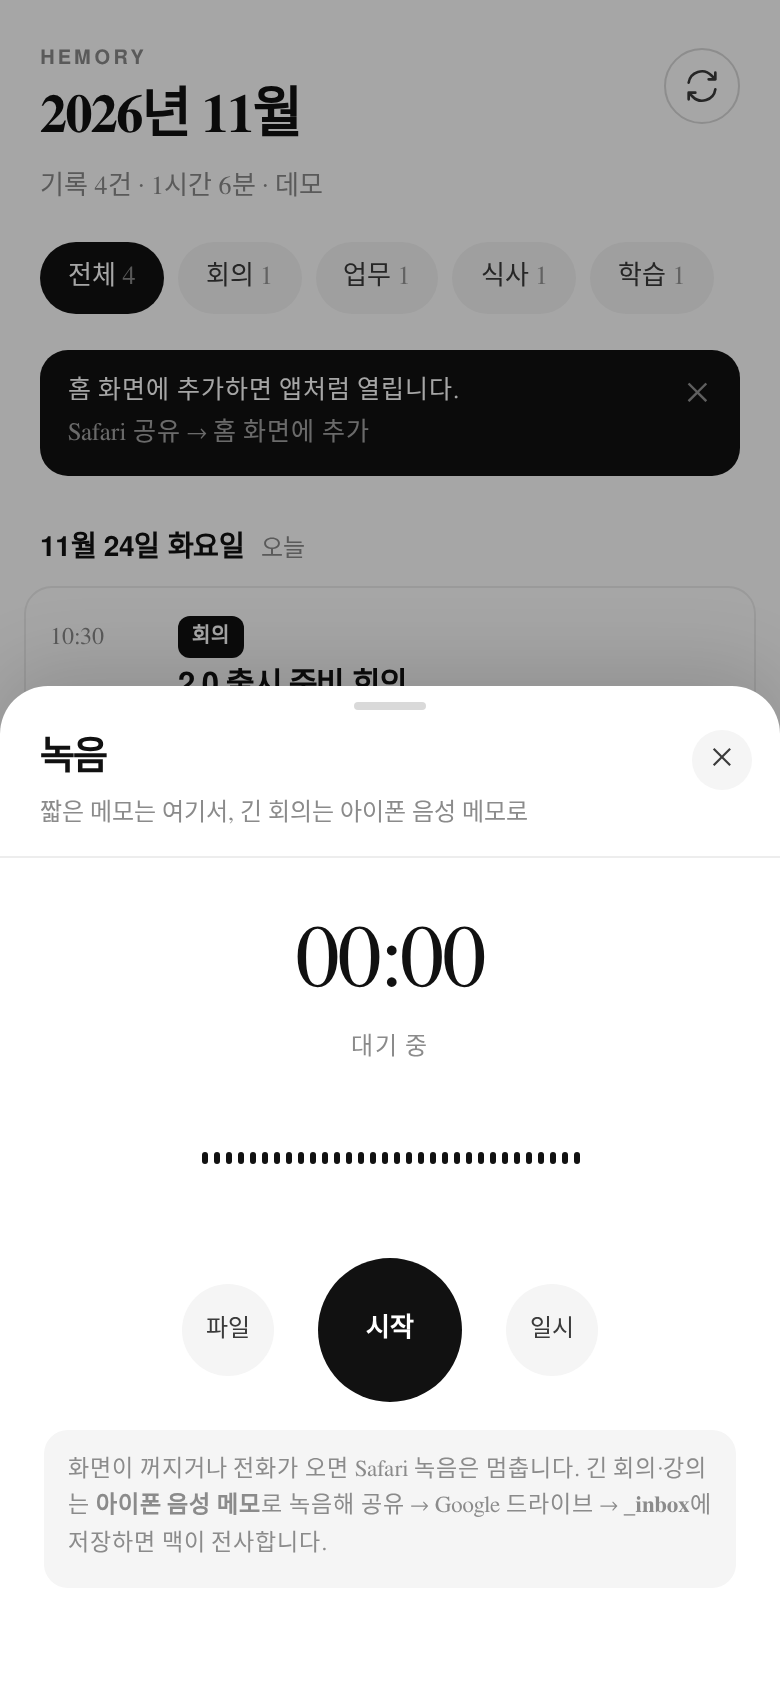 HEMORY
2026년 11월
기록 4건 · 1시간 6분 · 데모
전체 4 회의 1 업무 1 식사 1 학습 1
홈 화면에 추가하면 앱처럼 열립니다.
Safari 공유 → 홈 화면에 추가
11월 24일 화요일 오늘
10:30 회의
2.0 출시 준비 회의
녹음
짧은 메모는 여기서, 긴 회의는 아이폰 음성 메모로
00:00
대기 중
파일 시작 일시
화면이 꺼지거나 전화가 오면 Safari 녹음은 멈춥니다. 긴 회의·강의
는 아이폰 음성 메모로 녹음해 공유 → Google 드라이브 → _inbox에
저장하면 맥이 전사합니다.